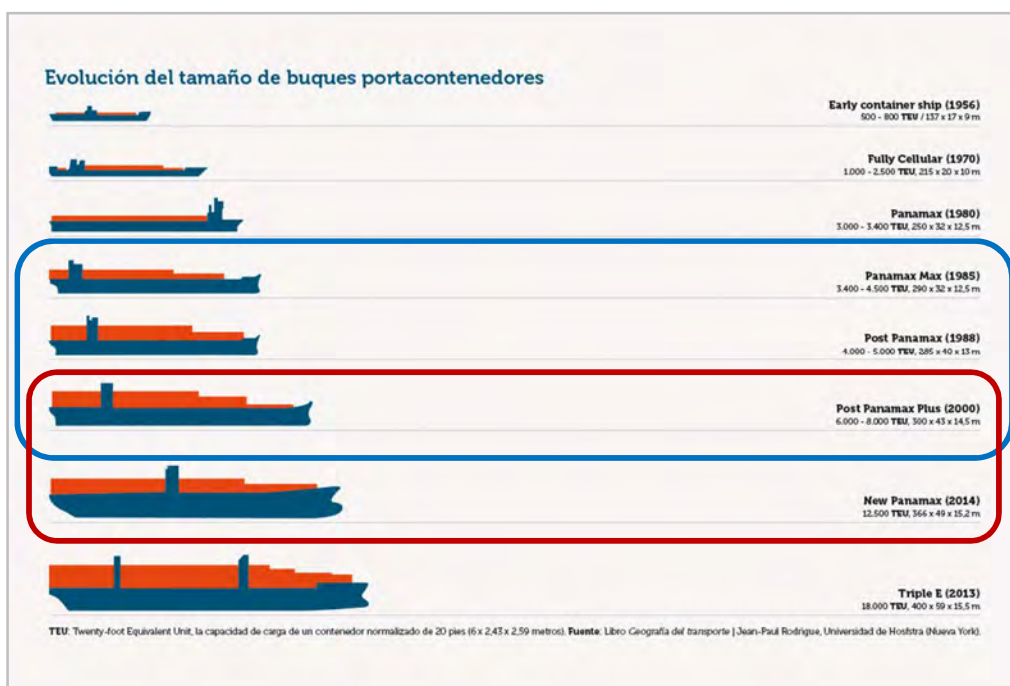 Evolución del tamaño de buques portacontenedores
Early container ship (1956)
500 - 800 TEU / 137 x 17 x 9 m
Fully Cellular (1970)
1.000 - 2.500 TEU, 215 x 20 x 10 m
Panamax (1980)
3.000 - 3.400 TEU, 250 x 32 x 12,5 m
Panamax Max (1985)
3.400 - 4.500 TEU, 290 x 32 x 12,5 m
Post Panamax (1988)
4.000 - 5.000 TEU, 285 x 40 x 13 m
Post Panamax Plus (2000)
6.000 - 8.000 TEU, 300 x 43 x 14,5 m
New Panamax (2014)
12.500 TEU, 366 x 49 x 15,2 m
Triple E (2013)
18.000 TEU, 400 x 59 x 15,5 m
TEU: Twenty-foot Equivalent Unit, la capacidad de carga de un contenedor normalizado de 20 pies (6 x 2,43 x 2,59 metros). Fuente: Libro Geografía del transporte | Jean-Paul Rodrigue, Universidad de Hosfstra (Nueva York).